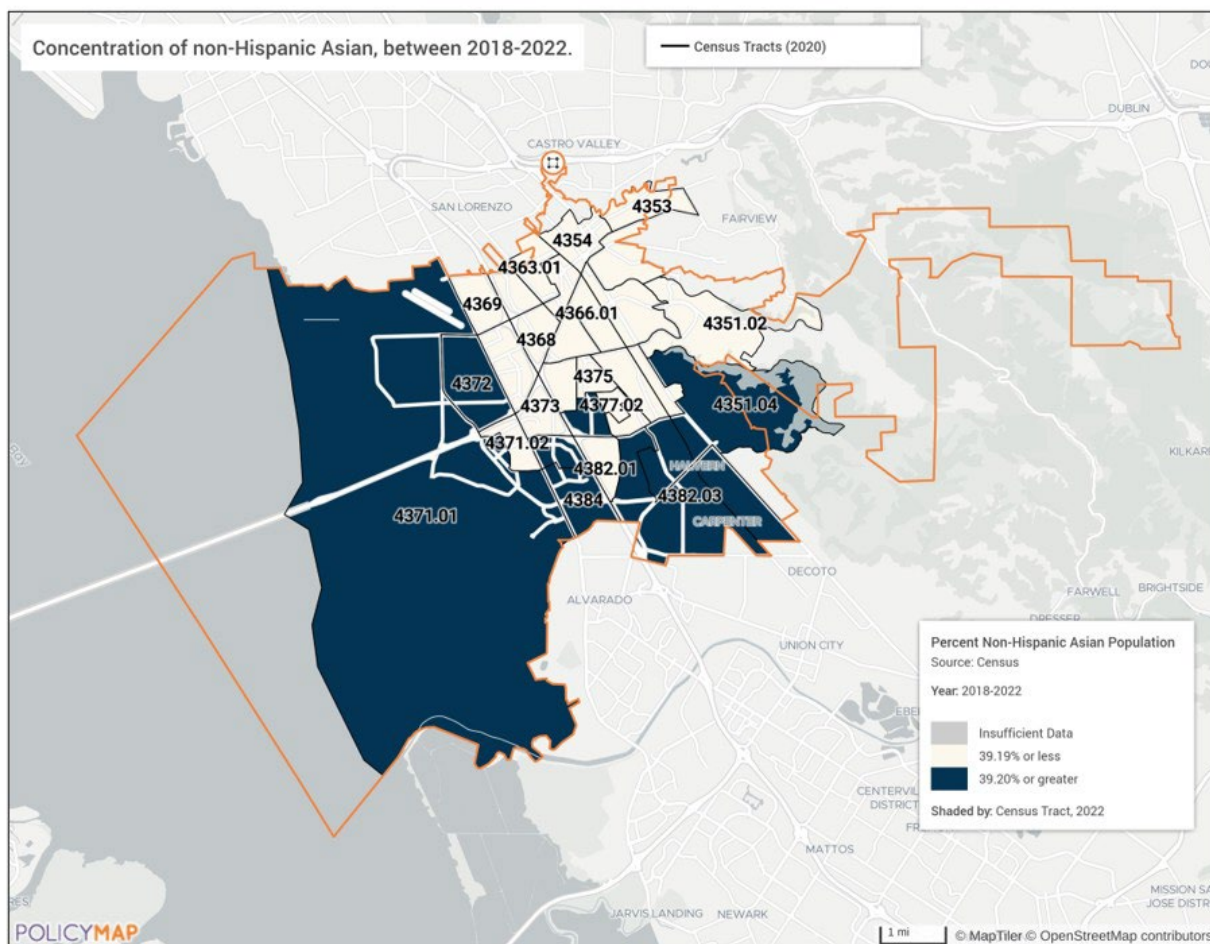 Concentration of non-Hispanic Asian, between 2018-2022.
Census Tracts (2020)
DUBLIN
CASTRO VALLEY
SAN LORENZO
4353
FAIRVIEW
4354
4363.01
4369
4366.01
4351.02
4368
4375
4372
4377.02
4351.04
4373
4371.02
4382.01
4384
4382.03
4371.01
CARPENTER
DECOTO
ALVARADO
FARWELL
BRIGHTSIDE
DRESSER
UNION CITY
Percent Non-Hispanic Asian Population
Source: Census
Year: 2018-2022
Insufficient Data
39.19% or less
39.20% or greater
Shaded by: Census Tract, 2022
MATTOS
JARVIS LANDING
NEWARK
POLICYMAP
1 mi
© MapTiler © OpenStreetMap contributors